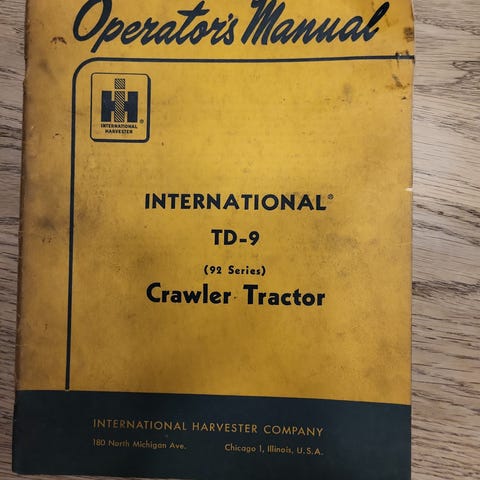 Operator's Manual
IH
INTERNATIONAL
HARVESTER
®
INTERNATIONAL®
TD-9
(92 Series)
Crawler Tractor
INTERNATIONAL HARVESTER COMPANY
180 North Michigan Ave. Chicago 1, Illinois, U.S.A.